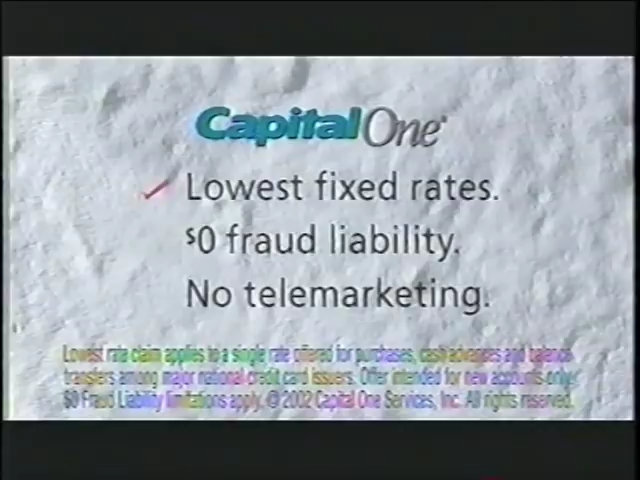 Capital One®
Lowest fixed rates.
$0 fraud liability.
No telemarketing.
Lowest rate claim applies to a single rate offered for purchases, cash advances and balance
transfers among major national credit card issuers. Offer intended for new accounts only.
$0 Fraud Liability limitations apply. © 2002 Capital One Services, Inc. All rights reserved.